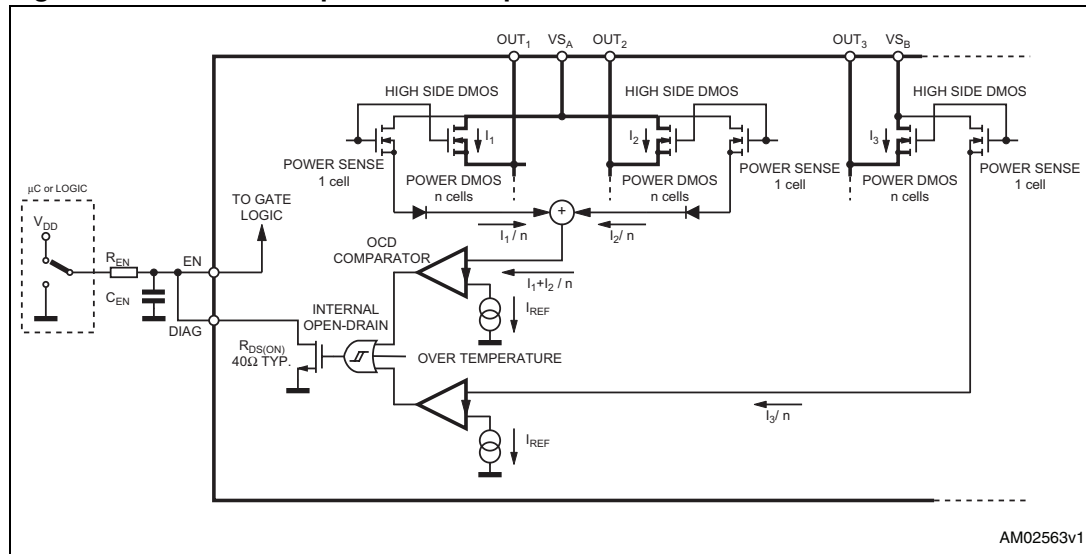 OUT1 VSA OUT2 OUT3 VSB
HIGH SIDE DMOS HIGH SIDE DMOS HIGH SIDE DMOS
I1 I2 I3
POWER SENSE
1 cell
POWER DMOS
n cells
POWER DMOS
n cells
POWER SENSE
1 cell
POWER DMOS
n cells
POWER SENSE
1 cell
µC or LOGIC
VDD
REN
CEN
EN
DIAG
TO GATE
LOGIC
I1/ n
+
I2/ n
OCD
COMPARATOR
I1+I2 / n
IREF
INTERNAL
OPEN-DRAIN
RDS(ON)
40Ω TYP.
OVER TEMPERATURE
I3/ n
IREF
AM02563v1